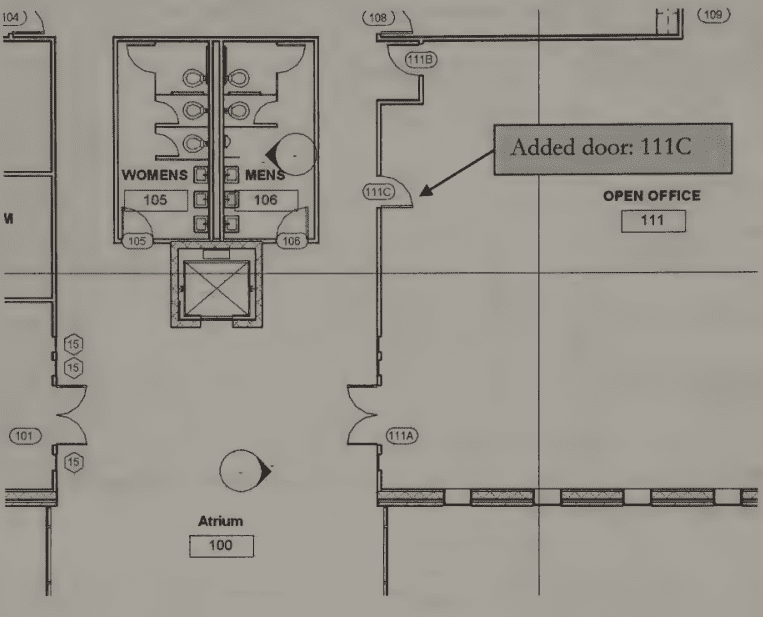 104
108
109
111B
Added door: 111C
WOMENS
MENS
111C
105
106
OPEN OFFICE
111
M
105
106
15
15
101
111A
15
Atrium
100